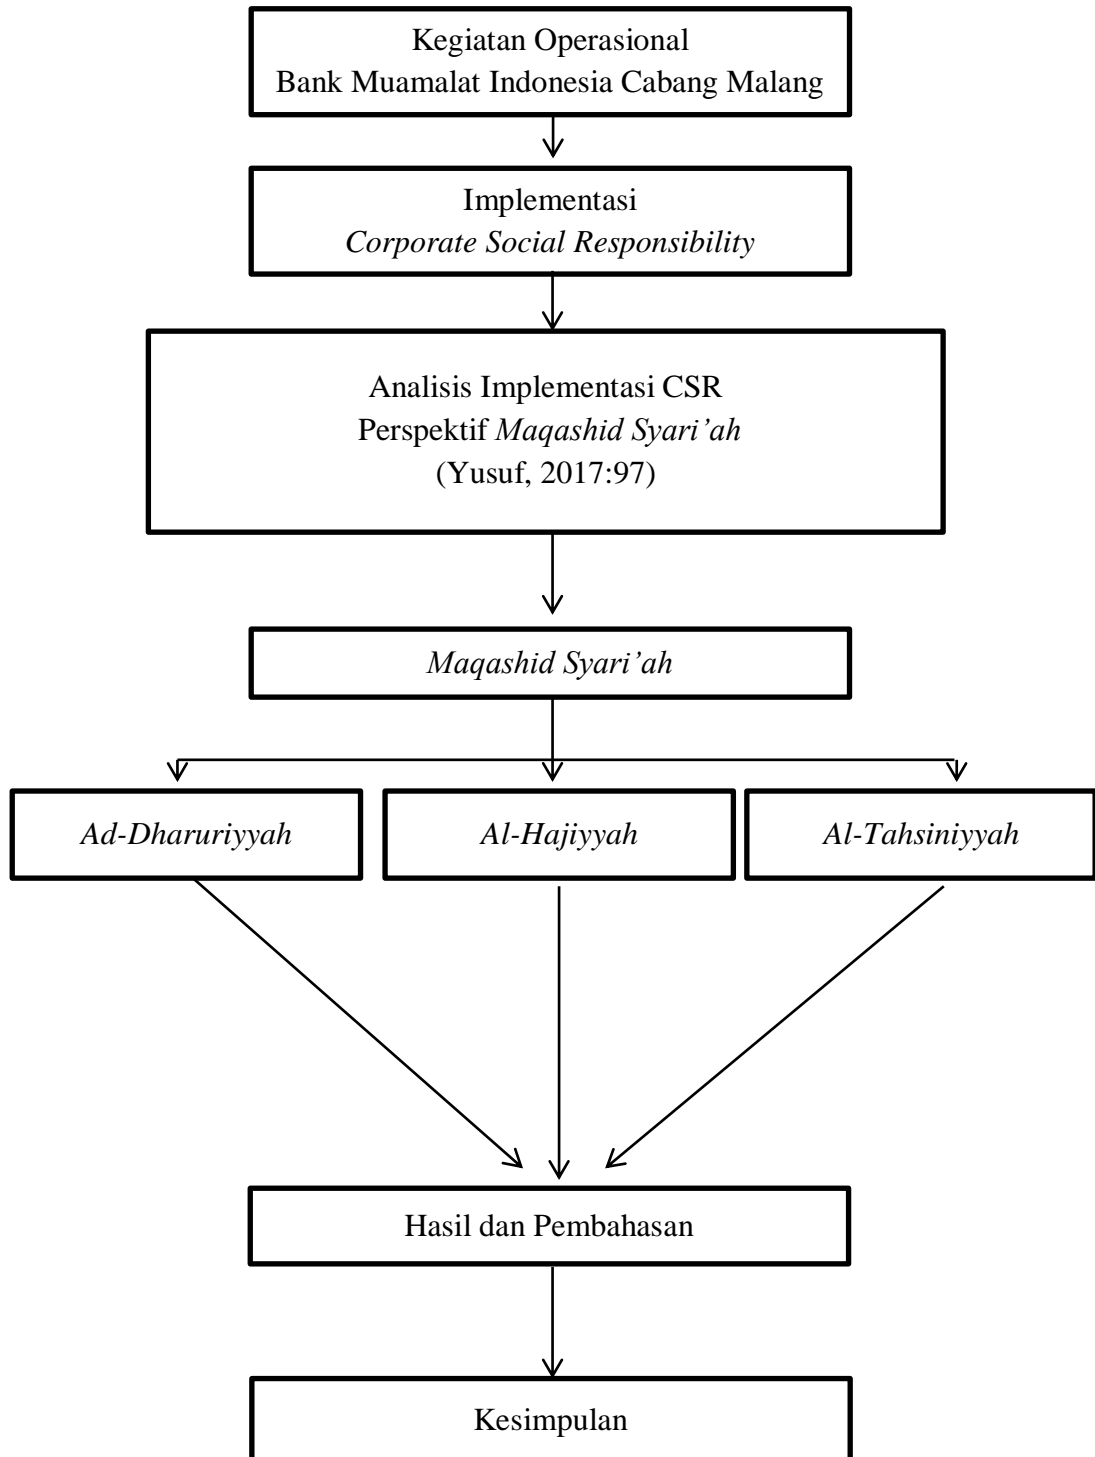 Kegiatan Operasional
Bank Muamalat Indonesia Cabang Malang
Implementasi
Corporate Social Responsibility
Analisis Implementasi CSR
Perspektif Maqashid Syari’ah
(Yusuf, 2017:97)
Maqashid Syari’ah
Ad-Dharuriyyah
Al-Hajiyyah
Al-Tahsiniyyah
Hasil dan Pembahasan
Kesimpulan